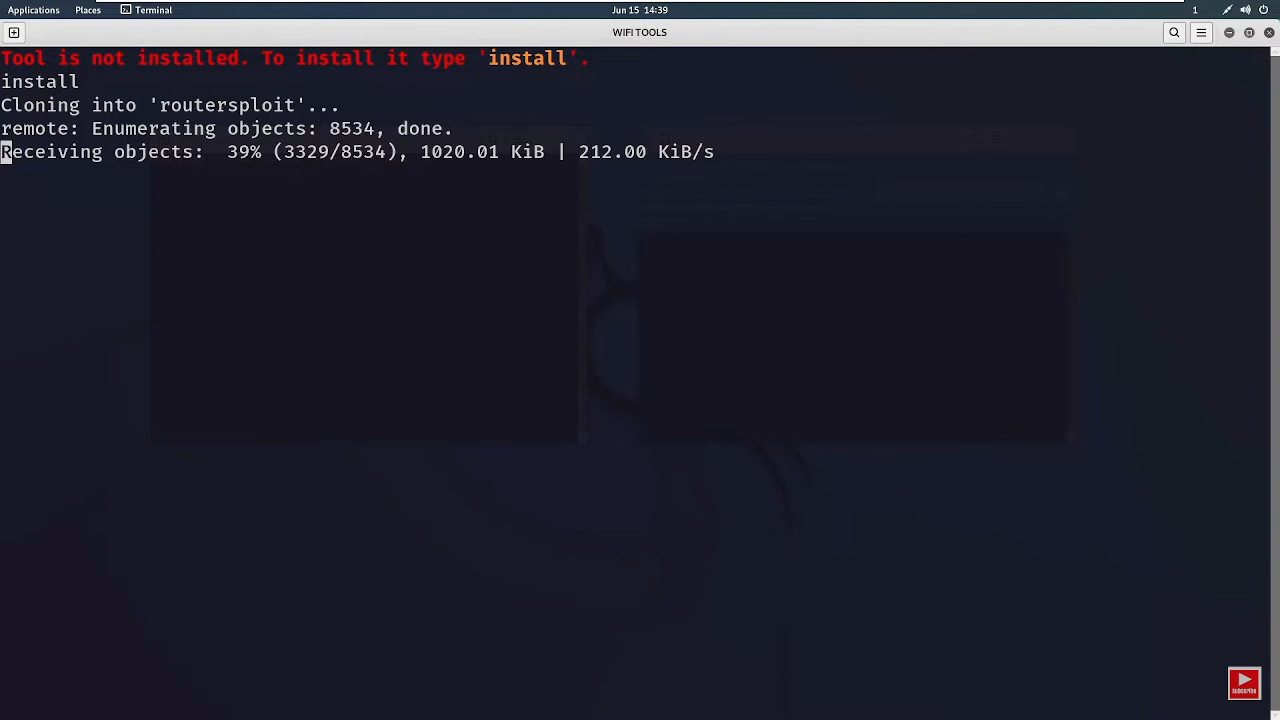 Applications Places Terminal Jun 15 14:39 1
WIFI TOOLS
Tool is not installed. To install it type 'install'.
install
Cloning into 'routersploit'...
remote: Enumerating objects: 8534, done.
Receiving objects:  39% (3329/8534), 1020.01 KiB | 212.00 KiB/s
subscribe